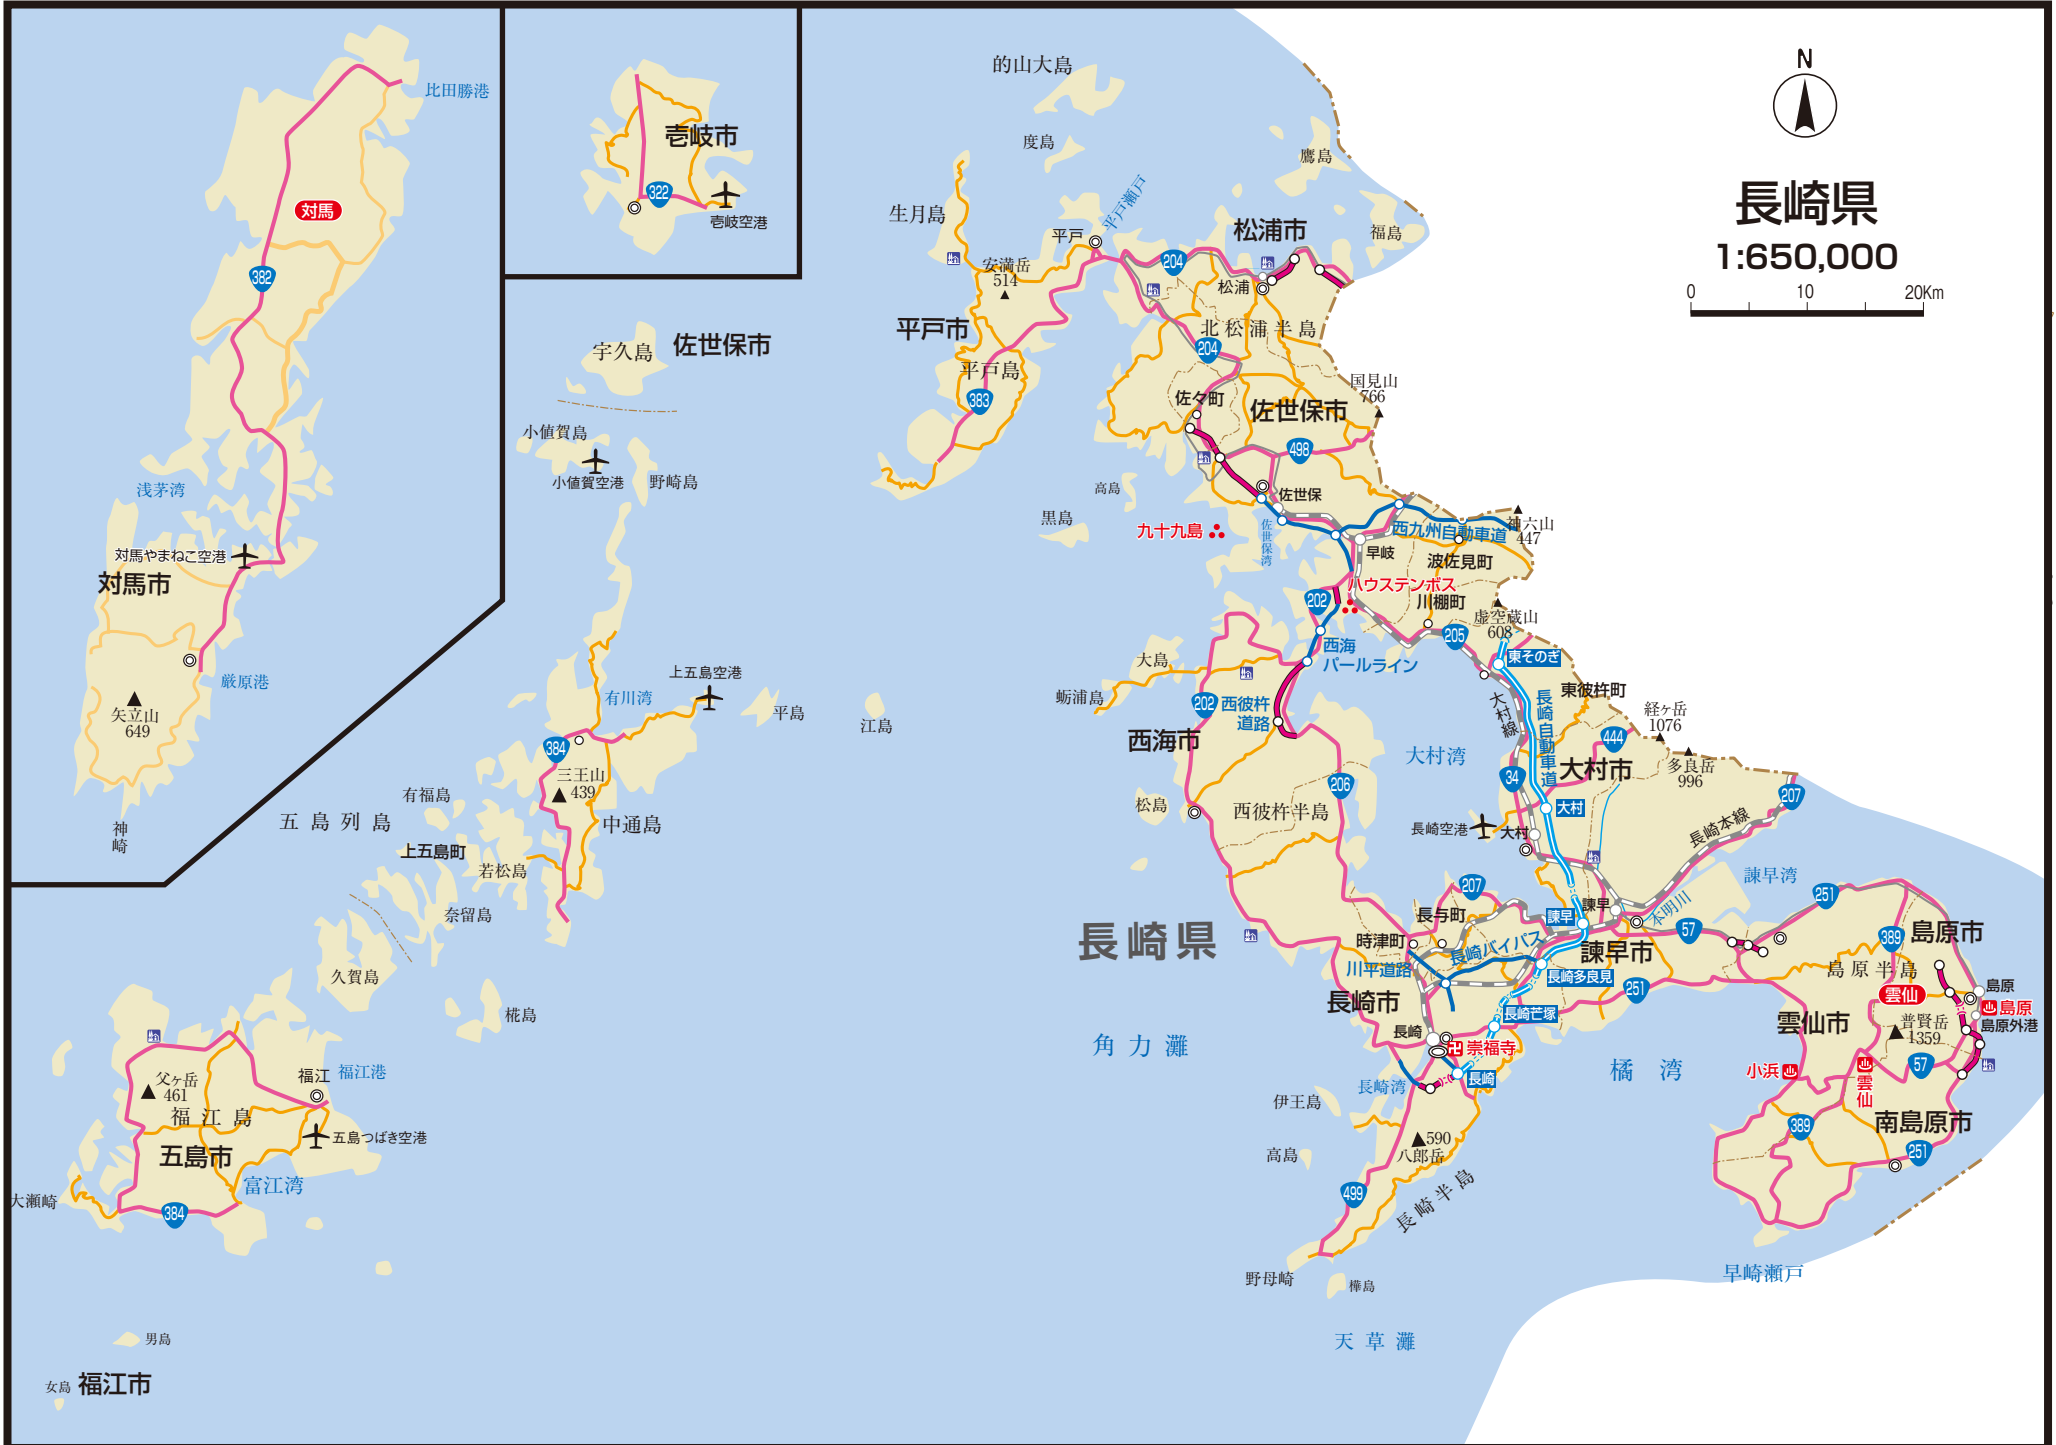 比田勝港
対馬
382
浅茅湾
対馬やまねこ空港
対馬市
厳原港
矢立山
649
神崎
壱岐市
322
壱岐空港
N
長崎県
1:650,000
0 10 20Km
的山大島
度島
鷹島
生月島
平戸瀬戸
平戸
松浦市
福島
安満岳
514
204
松浦
北松浦半島
平戸市
204
平戸島
383
国見山
766
佐々町
佐世保市
498
宇久島
佐世保市
小値賀島
小値賀空港
野崎島
高島
黒島
佐世保
九十九島
佐世保湾
西九州自動車道
神六山
447
早岐
波佐見町
ハウステンボス
202
川棚町
虚空蔵山
608
205
西海
パールライン
東そのぎ
大島
蛎浦島
202
西彼杵
道路
東彼杵町
大村線
長崎自動車道
経ヶ岳
1076
西海市
大村湾
444
大村市
多良岳
996
34
206
207
松島
西彼杵半島
大村
長崎空港
大村
長崎本線
上五島空港
有川湾
平島
江島
384
三王山
439
有福島
五島列島
中通島
上五島町
若松島
奈留島
久賀島
椛島
長崎県
207
長与町
諫早
諫早
本明川
諫早湾
251
時津町
長崎バイパス
57
389
島原市
川平道路
諫早市
島原半島
長崎多良見
251
雲仙
島原
長崎市
長崎芒塚
雲仙市
普賢岳
1359
島原
島原外港
長崎
崇福寺
角力灘
橘湾
小浜
雲仙
57
長崎湾
長崎
伊王島
389
南島原市
590
八郎岳
高島
251
499
長崎半島
野母崎
樺島
早崎瀬戸
天草灘
父ヶ岳
461
福江
福江港
福江島
五島つばき空港
五島市
富江湾
大瀬崎
384
男島
女島
福江市